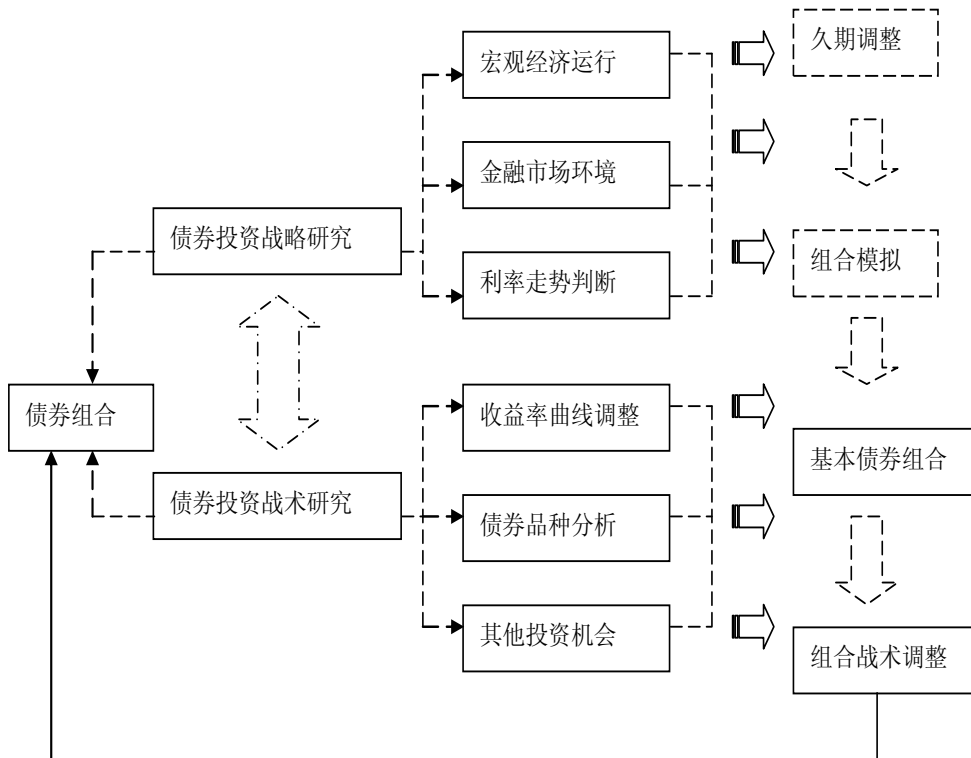 宏观经济运行
久期调整
金融市场环境
债券投资战略研究
组合模拟
利率走势判断
债券组合
收益率曲线调整
基本债券组合
债券投资战术研究
债券品种分析
其他投资机会
组合战术调整